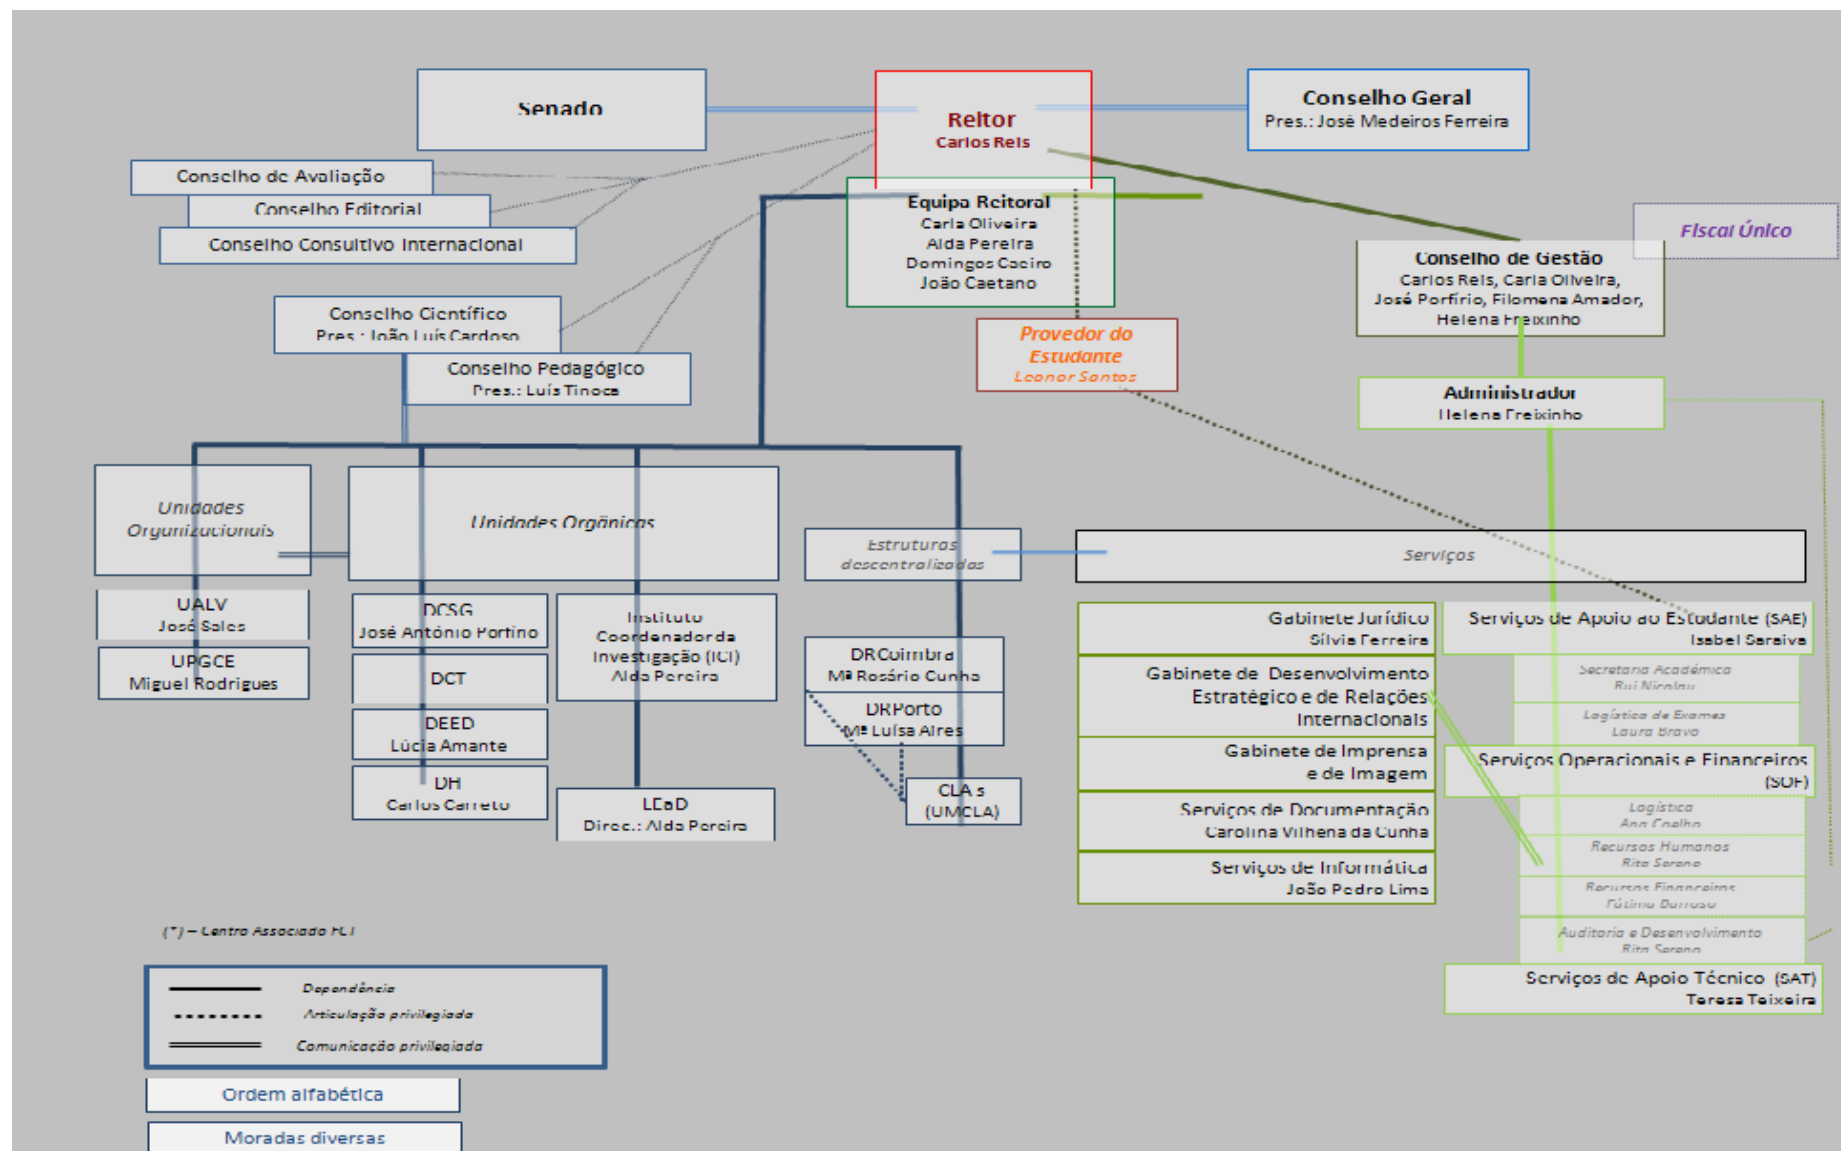 Senado
Reitor
Carlos Reis
Conselho Geral
Pres.: José Medeiros Ferreira
Conselho de Avaliação
Conselho Editorial
Conselho Consultivo Internacional
Equipa Reitoral
Carla Oliveira
Alda Pereira
Domingos Caeiro
João Caetano
Fiscal Único
Conselho de Gestão
Carlos Reis, Carla Oliveira,
José Porfírio, Filomena Amador,
Helena Freixinho
Conselho Científico
Pres.: João Luís Cardoso
Conselho Pedagógico
Pres.: Luís Tinoca
Provedor do
Estudante
Leonor Santos
Administrador
Helena Freixinho
Unidades
Organizacionais
Unidades Orgânicas
Estruturas
descentralizadas
Serviços
UALV
José Sales
UPGCE
Miguel Rodrigues
DCSG
José António Porfírio
DCT
DEED
Lúcia Amante
DH
Carlos Carreto
Instituto
Coordenador da
Investigação (ICI)
Alda Pereira
LEaD
Direc.: Alda Pereira
DR Coimbra
Mª Rosário Cunha
DR Porto
Mª Luísa Aires
CLA s
(UMCLA)
Gabinete Jurídico
Sílvia Ferreira
Gabinete de Desenvolvimento
Estratégico e de Relações
Internacionais
Gabinete de Imprensa
e de Imagem
Serviços de Documentação
Carolina Vilhena da Cunha
Serviços de Informática
João Pedro Lima
Serviços de Apoio ao Estudante (SAE)
Isabel Saraiva
Secretaria Académica
Rui Nicolau
Logística de Exames
Laura Bravo
Serviços Operacionais e Financeiros
(SOF)
Logística
Ana Coelho
Recursos Humanos
Rita Sereno
Recursos Financeiros
Fátima Barroso
Auditoria e Desenvolvimento
Rita Sereno
Serviços de Apoio Técnico (SAT)
Teresa Teixeira
(*) – Centro Associado FCT
Dependência
Articulação privilegiada
Comunicação privilegiada
Ordem alfabética
Moradas diversas